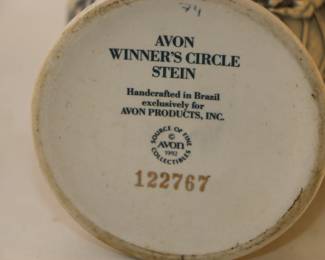 AVON
WINNER'S CIRCLE
STEIN
Handcrafted in Brazil
exclusively for
AVON PRODUCTS, INC.
SOURCE OF FINE
©
AVON
1992
COLLECTIBLES
122767